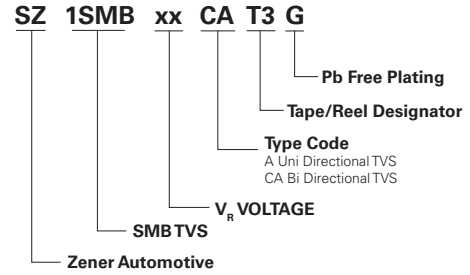 SZ 1SMB xx CA T3 G
Pb Free Plating
Tape/Reel Designator
Type Code
A Uni Directional TVS
CA Bi Directional TVS
VR VOLTAGE
SMB TVS
Zener Automotive